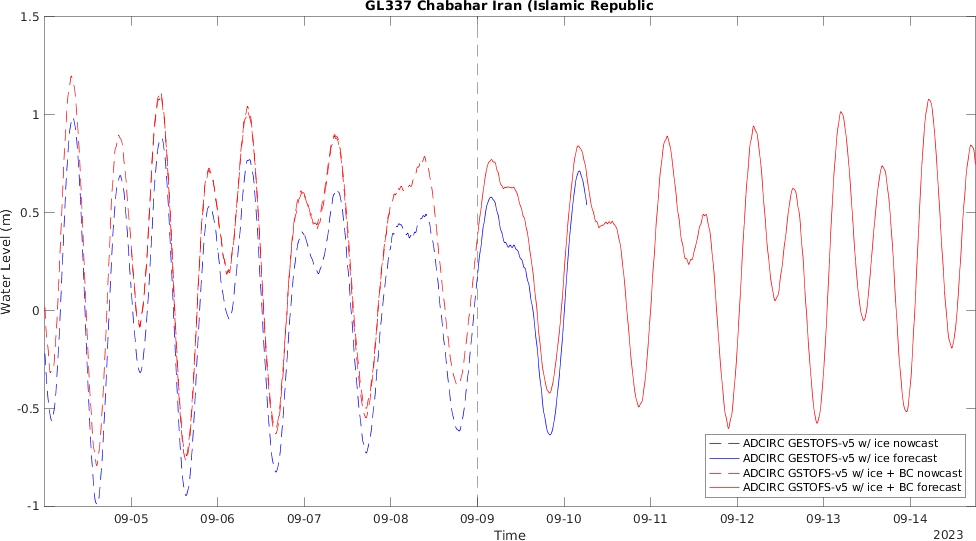 GL337 Chabahar Iran (Islamic Republic
1.5
1
0.5
0
-0.5
-1
Water Level (m)
09-05 09-06 09-07 09-08 09-09 09-10 09-11 09-12 09-13 09-14
Time
2023
ADCIRC GESTOFS-v5 w/ ice nowcast
ADCIRC GESTOFS-v5 w/ ice forecast
ADCIRC GSTOFS-v5 w/ ice + BC nowcast
ADCIRC GSTOFS-v5 w/ ice + BC forecast